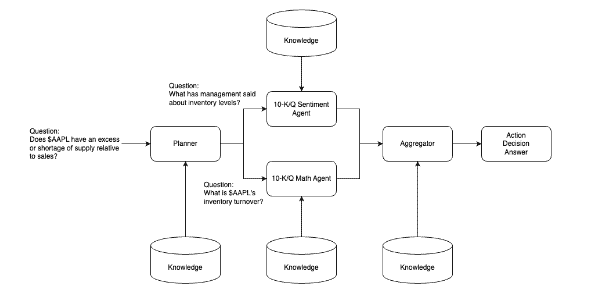 Knowledge
Question:
What has management said
about inventory levels?
10-K/Q Sentiment
Agent
Question:
Does $AAPL have an excess
or shortage of supply relative
to sales?
Planner
Aggregator
Action
Decision
Answer
Question:
What is $AAPL's
inventory turnover?
10-K/Q Math Agent
Knowledge
Knowledge
Knowledge